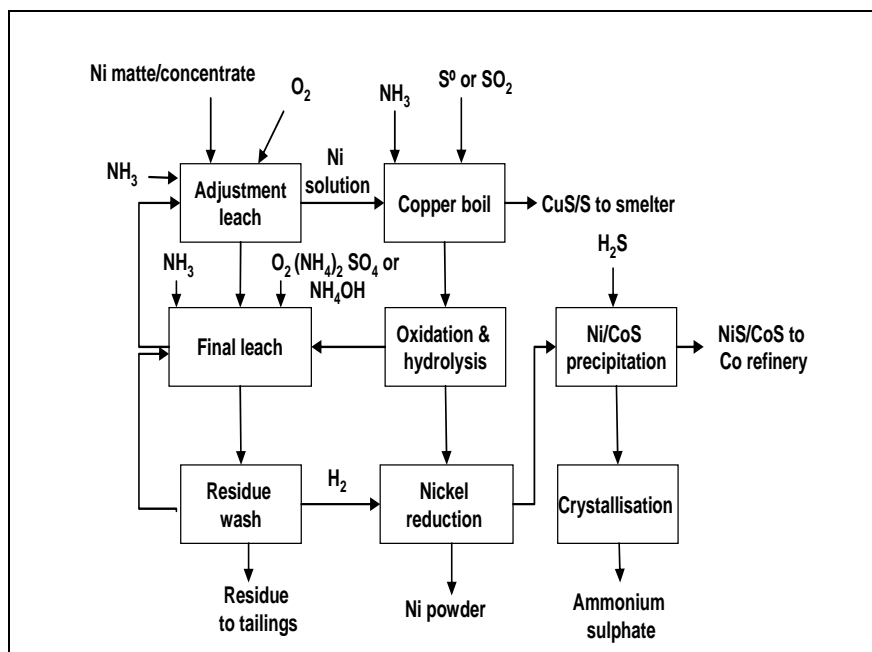 Ni matte/concentrate
O₂
NH₃
S⁰ or SO₂
NH₃
Adjustment
leach
Ni
solution
Copper boil
CuS/S to smelter
H₂S
NH₃
O₂ (NH₄)₂ SO₄ or
NH₄OH
Final leach
Oxidation &
hydrolysis
Ni/CoS
precipitation
NiS/CoS to
Co refinery
Residue
wash
H₂
Nickel
reduction
Crystallisation
Residue
to tailings
Ni powder
Ammonium
sulphate